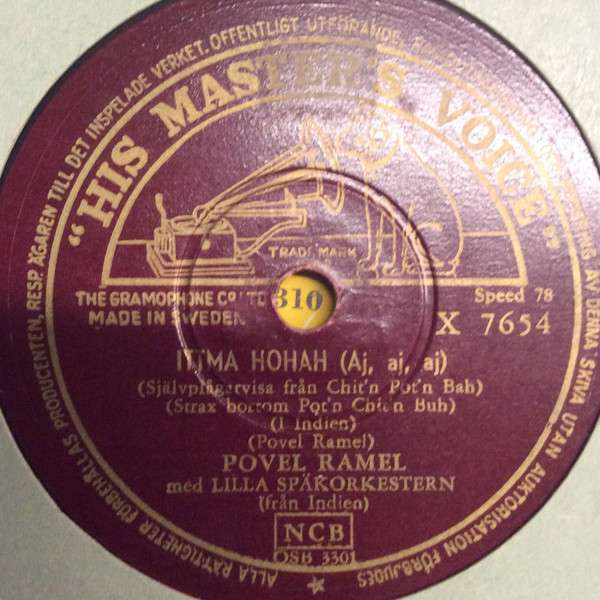 "HIS MASTER'S VOICE"
TRADE MARK
THE GRAMOPHONE Co LTD
MADE IN SWEDEN
310
Speed 78
X 7654
ITTMA HOHAH (Aj, aj, aj)
(Självplågarvisa från Chit'n Pot'n Bah)
(Strax bortom Pot'n Chit'n Buh)
(I Indien)
(Povel Ramel)
POVEL RAMEL
med LILLA SPÄKORKESTERN
(från Indien)
NCB
OSB 3301
ALLA RÄTTIGHETER FÖRBEHÅLLAS PRODUCENTEN, RESP. ÄGAREN TILL DET INSPELADE VERKET. OFFENTLIGT UTFÖRANDE, AV DENNA SKIVA UTAN AUKTORISATION FÖRBJUDES